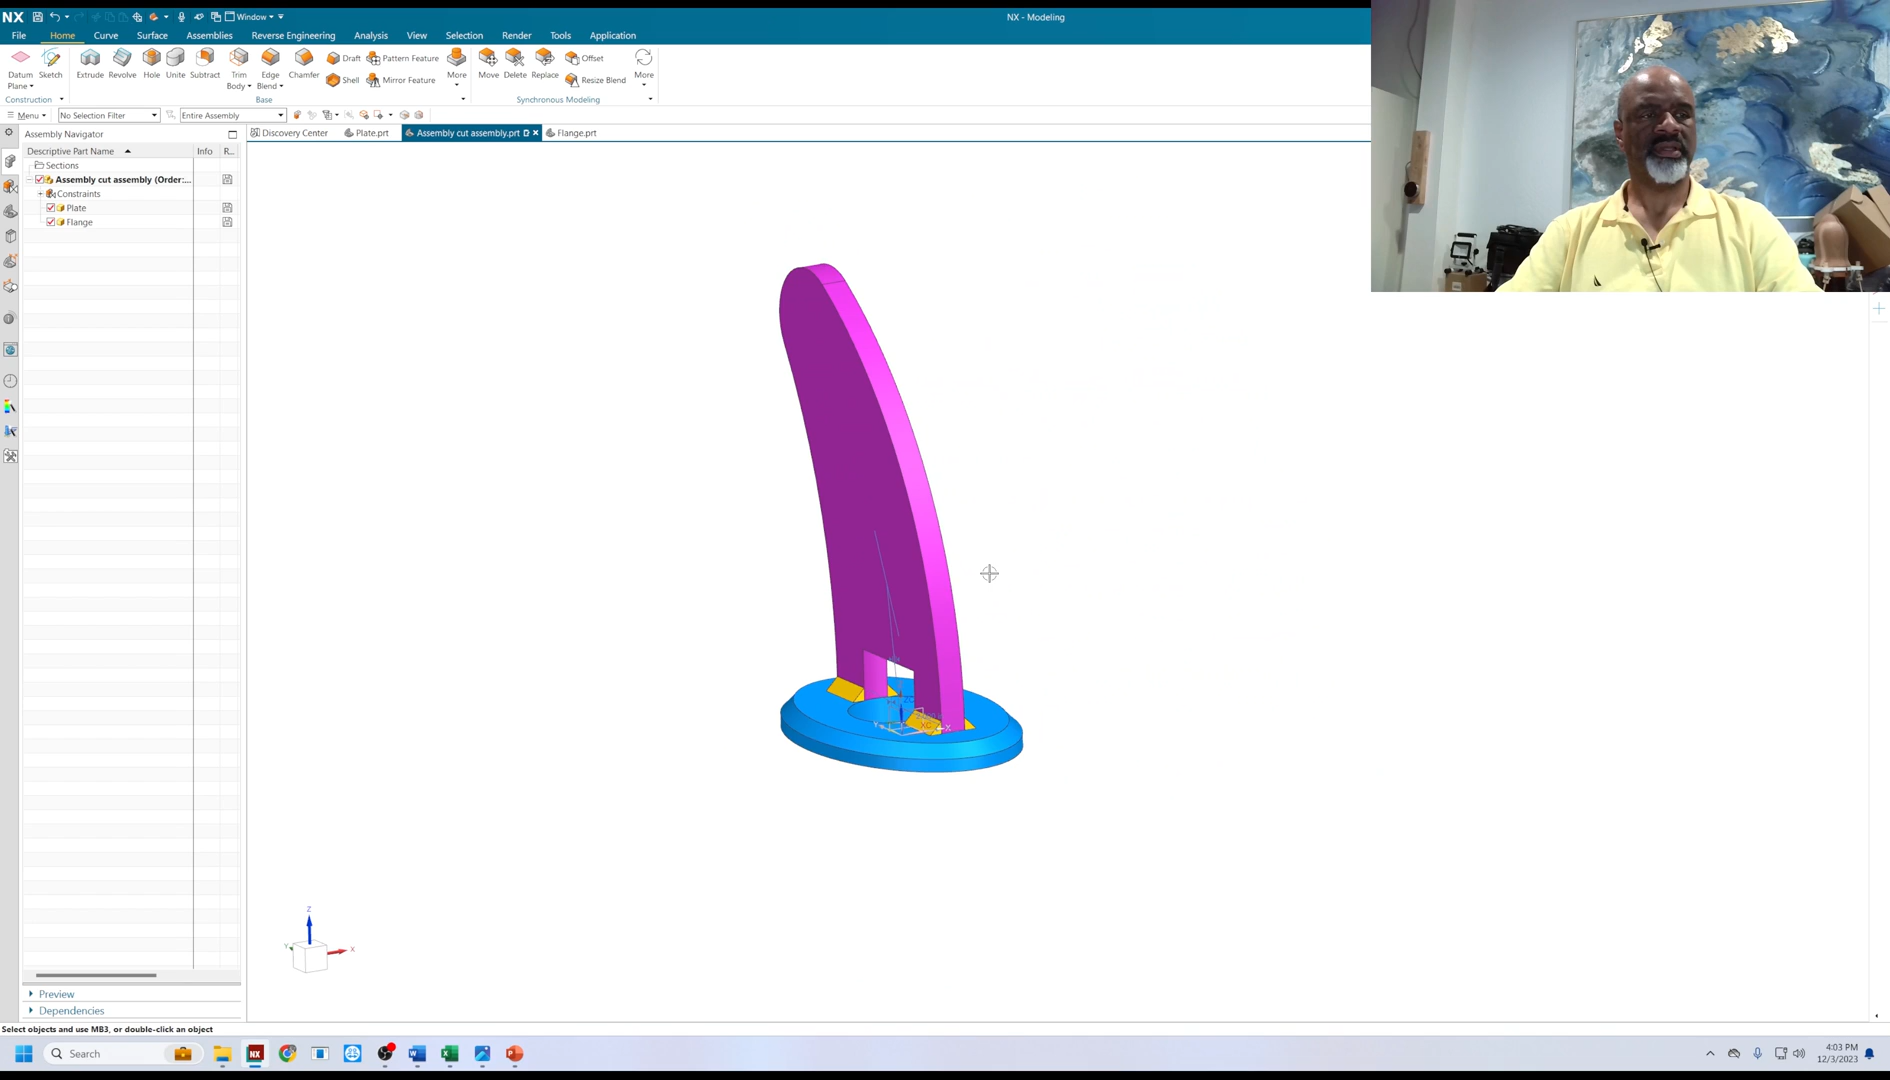 NX Window NX - Modeling
File Home Curve Surface Assemblies Reverse Engineering Analysis View Selection Render Tools Application
Datum Plane Sketch Extrude Revolve Hole Unite Subtract Trim Body Edge Blend Chamfer Draft Shell Pattern Feature Mirror Feature More Move Delete Replace Offset Resize Blend More
Construction Base Synchronous Modeling
Menu No Selection Filter Entire Assembly
Assembly Navigator Discovery Center Plate.prt Assembly cut assembly.prt Flange.prt
Descriptive Part Name Info R...
Sections
Assembly cut assembly (Order:...
Constraints
Plate
Flange
XC
Z
Y X
Preview
Dependencies
Select objects and use MB3, or double-click an object
Search
4:03 PM
12/3/2023